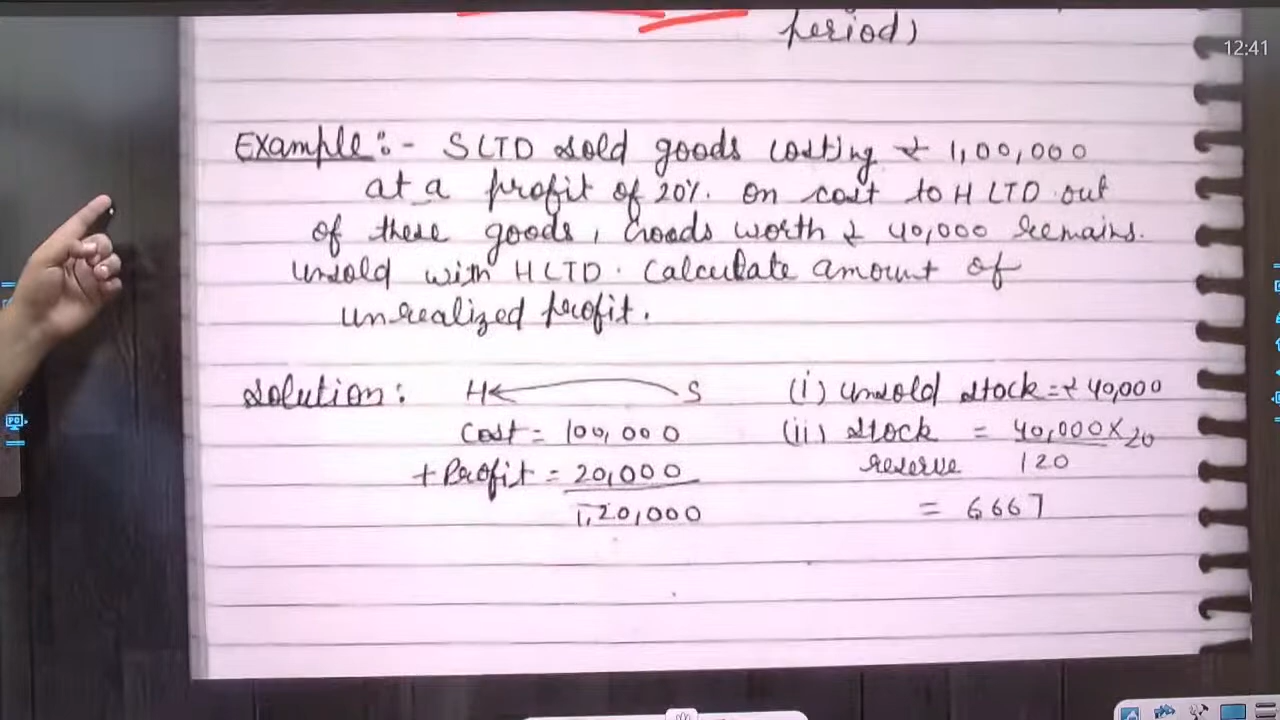 period)
12:41
Example:- S LTD sold goods costing ₹ 1,00,000
at a profit of 20%. on cost to H LTD out
of these goods, Goods worth ₹ 40,000 remains.
unsold with H LTD. Calculate amount of
unrealized profit.
Solution: H S
Cost = 100,000
+ Profit = 20,000
1,20,000
(i) unsold stock = ₹ 40,000
(ii) stock = 40,000 X 20
reserve 120
= 6667